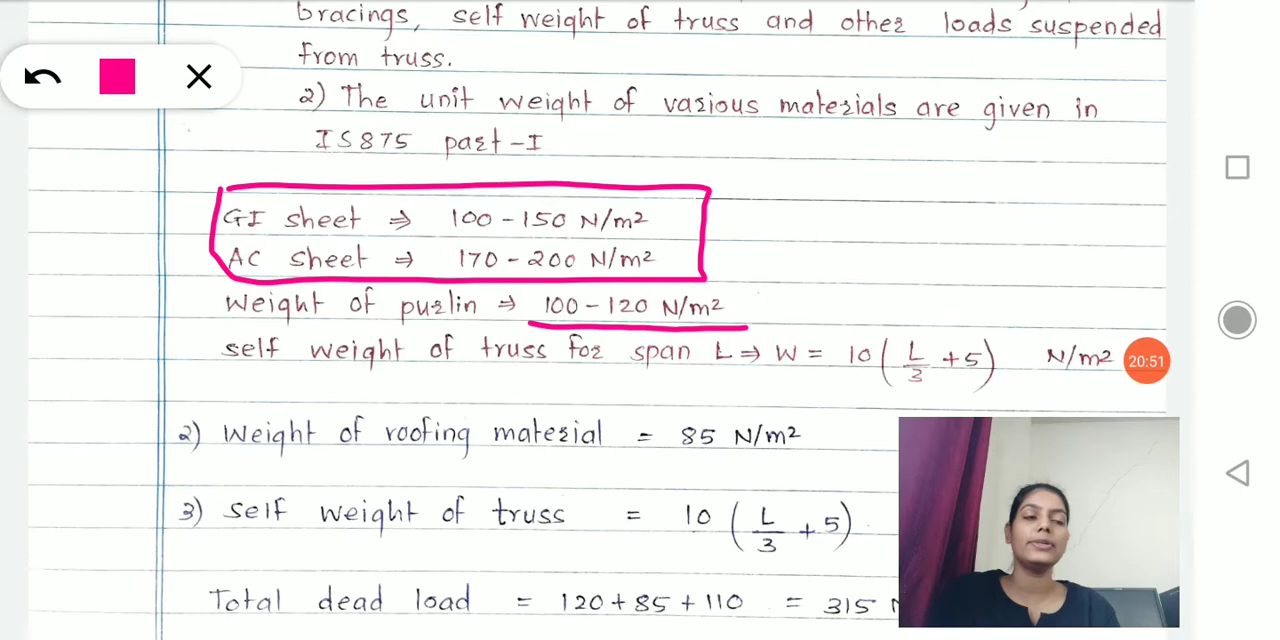 bracings, self weight of truss and other loads suspended
from truss.
2) The unit weight of various materials are given in
IS875 part-I
GI sheet ⇒ 100-150 N/m²
AC sheet ⇒ 170-200 N/m²
Weight of purlin ⇒ 100-120 N/m²
self weight of truss for span L ⇒ W = 10 (L/3 +5) N/m²
20:51
2) Weight of roofing material = 85 N/m²
3) self weight of truss = 10 (L/3 +5)
Total dead load = 120+85+110 = 315